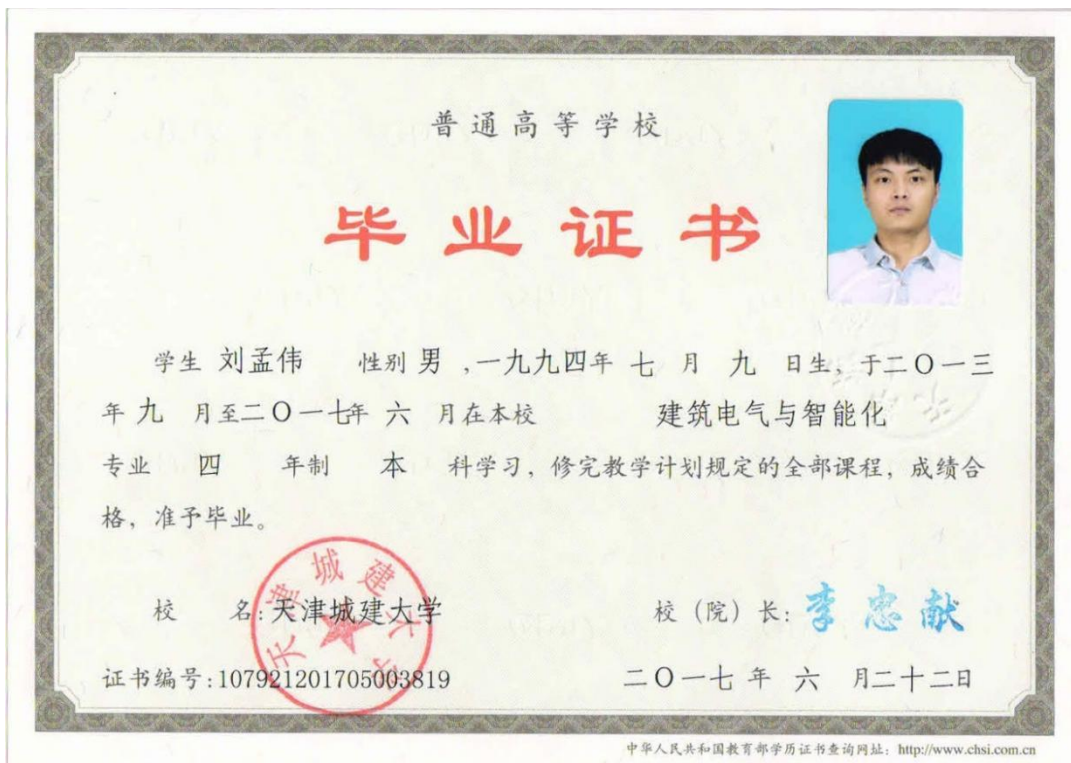 普通高等学校
毕业证书
学生 刘孟伟 性别 男 ,一九九四年 七 月 九 日生, 于二〇一三
年 九 月至二〇一七年 六 月在本校 建筑电气与智能化
专业 四 年制 本 科学习, 修完教学计划规定的全部课程, 成绩合
格, 准予毕业。
天津城建大学
校 名: 天津城建大学 校（院）长: 李忠献
证书编号:107921201705003819 二〇一七年 六 月二十二日
中华人民共和国教育部学历证书查询网址: http://www.chsi.com.cn